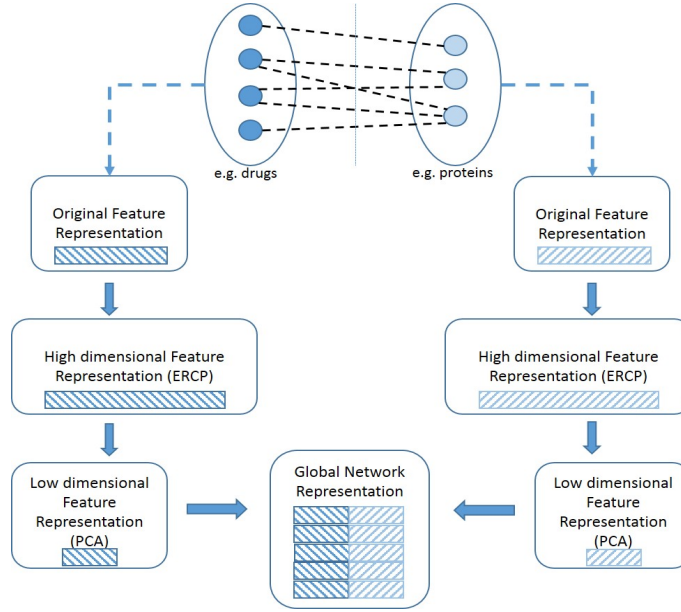 e.g. drugs
e.g. proteins
Original Feature
Representation
Original Feature
Representation
High dimensional Feature
Representation (ERCP)
High dimensional Feature
Representation (ERCP)
Low dimensional
Feature
Representation
(PCA)
Global Network
Representation
Low dimensional
Feature
Representation
(PCA)